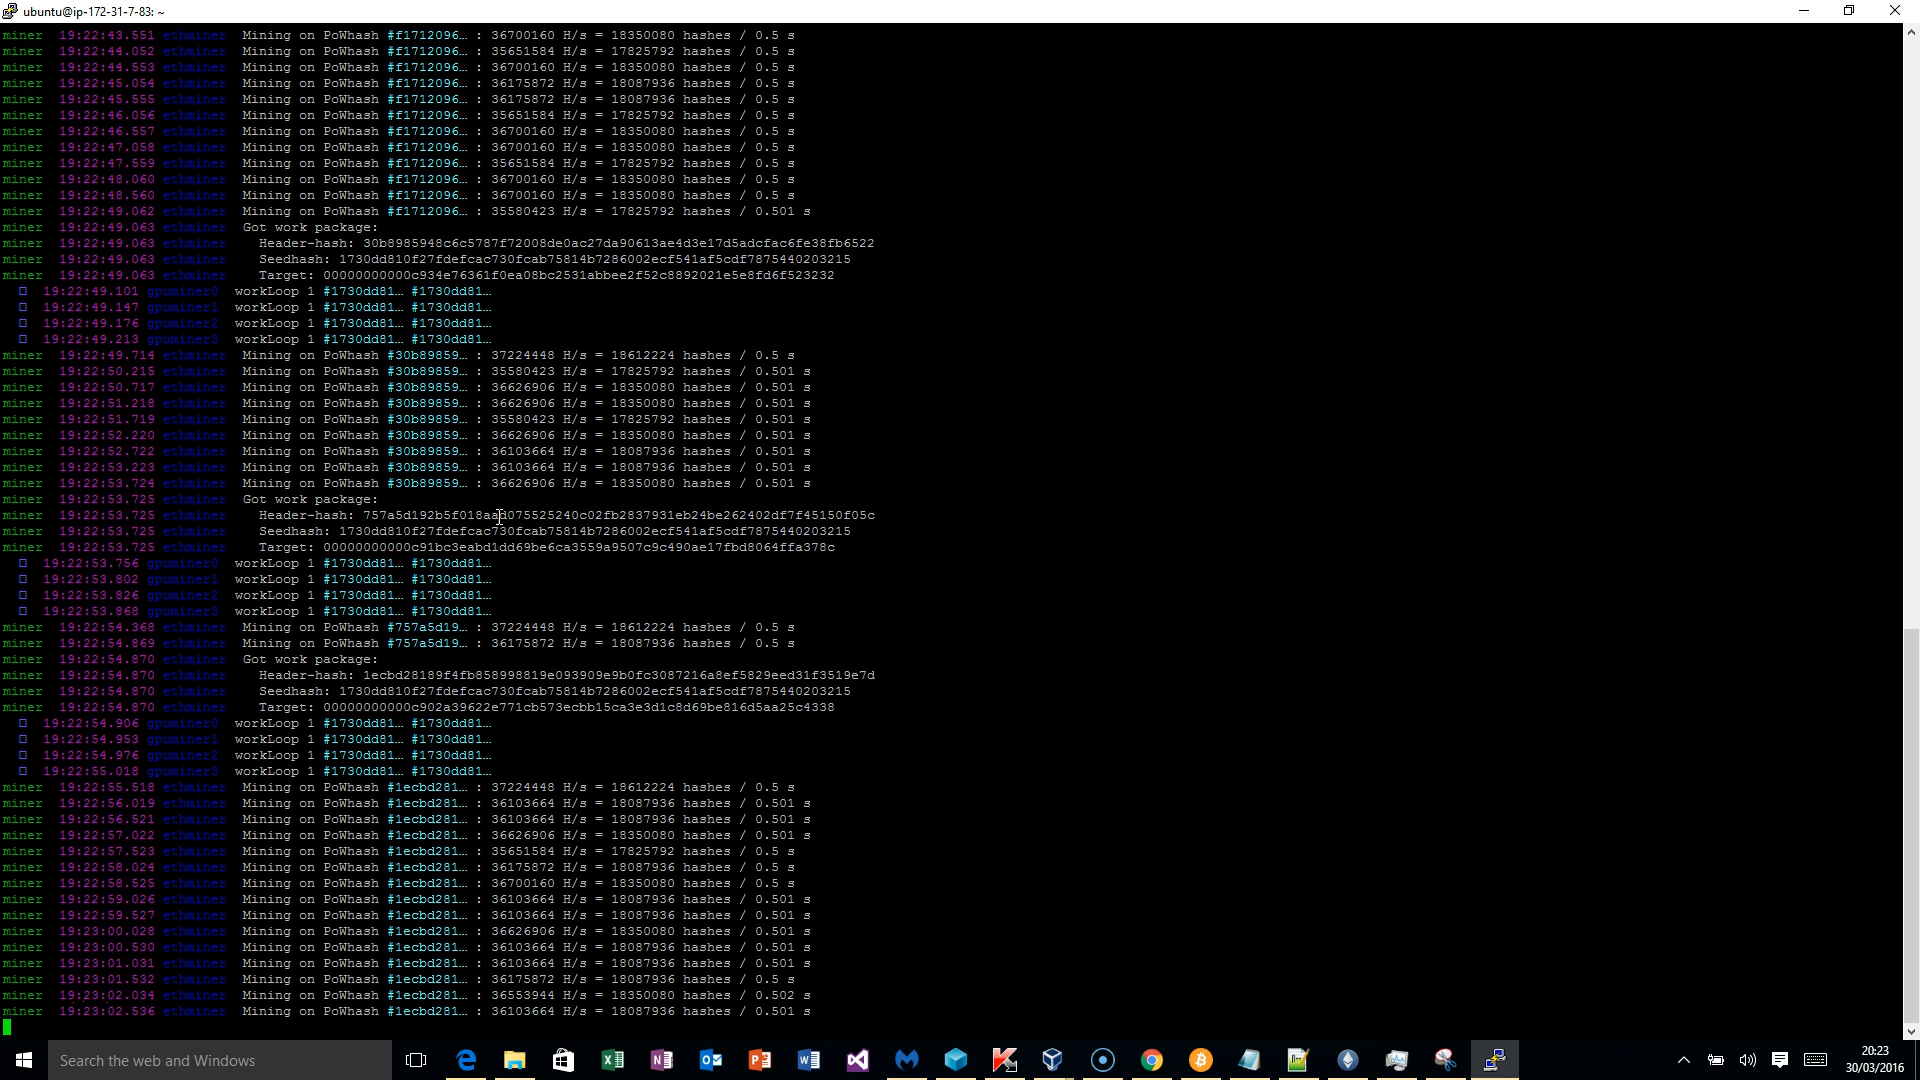 ubuntu@ip-172-31-7-83: ~
miner 19:22:43.551 ethminer Mining on PoWhash #f1712096… : 36700160 H/s = 18350080 hashes / 0.5 s
miner 19:22:44.052 ethminer Mining on PoWhash #f1712096… : 35651584 H/s = 17825792 hashes / 0.5 s
miner 19:22:44.553 ethminer Mining on PoWhash #f1712096… : 36700160 H/s = 18350080 hashes / 0.5 s
miner 19:22:45.054 ethminer Mining on PoWhash #f1712096… : 36175872 H/s = 18087936 hashes / 0.5 s
miner 19:22:45.555 ethminer Mining on PoWhash #f1712096… : 36175872 H/s = 18087936 hashes / 0.5 s
miner 19:22:46.056 ethminer Mining on PoWhash #f1712096… : 35651584 H/s = 17825792 hashes / 0.5 s
miner 19:22:46.557 ethminer Mining on PoWhash #f1712096… : 36700160 H/s = 18350080 hashes / 0.5 s
miner 19:22:47.058 ethminer Mining on PoWhash #f1712096… : 36700160 H/s = 18350080 hashes / 0.5 s
miner 19:22:47.559 ethminer Mining on PoWhash #f1712096… : 35651584 H/s = 17825792 hashes / 0.5 s
miner 19:22:48.060 ethminer Mining on PoWhash #f1712096… : 36700160 H/s = 18350080 hashes / 0.5 s
miner 19:22:48.560 ethminer Mining on PoWhash #f1712096… : 36700160 H/s = 18350080 hashes / 0.5 s
miner 19:22:49.062 ethminer Mining on PoWhash #f1712096… : 35580423 H/s = 17825792 hashes / 0.501 s
miner 19:22:49.063 ethminer Got work package:
miner 19:22:49.063 ethminer Header-hash: 30b8985948c6c5787f72008de0ac27da90613ae4d3e17d5adcfac6fe38fb6522
miner 19:22:49.063 ethminer Seedhash: 1730dd810f27fdefcac730fcab75814b7286002ecf541af5cdf7875440203215
miner 19:22:49.063 ethminer Target: 00000000000c934e76361f0ea08bc2531abbee2f52c8892021e5e8fd6f523232
19:22:49.101 gpuminer0 workLoop 1 #1730dd81… #1730dd81…
19:22:49.147 gpuminer1 workLoop 1 #1730dd81… #1730dd81…
19:22:49.176 gpuminer2 workLoop 1 #1730dd81… #1730dd81…
19:22:49.213 gpuminer3 workLoop 1 #1730dd81… #1730dd81…
miner 19:22:49.714 ethminer Mining on PoWhash #30b89859… : 37224448 H/s = 18612224 hashes / 0.5 s
miner 19:22:50.215 ethminer Mining on PoWhash #30b89859… : 35580423 H/s = 17825792 hashes / 0.501 s
miner 19:22:50.717 ethminer Mining on PoWhash #30b89859… : 36626906 H/s = 18350080 hashes / 0.501 s
miner 19:22:51.218 ethminer Mining on PoWhash #30b89859… : 36626906 H/s = 18350080 hashes / 0.501 s
miner 19:22:51.719 ethminer Mining on PoWhash #30b89859… : 35580423 H/s = 17825792 hashes / 0.501 s
miner 19:22:52.220 ethminer Mining on PoWhash #30b89859… : 36626906 H/s = 18350080 hashes / 0.501 s
miner 19:22:52.722 ethminer Mining on PoWhash #30b89859… : 36103664 H/s = 18087936 hashes / 0.501 s
miner 19:22:53.223 ethminer Mining on PoWhash #30b89859… : 36103664 H/s = 18087936 hashes / 0.501 s
miner 19:22:53.724 ethminer Mining on PoWhash #30b89859… : 36626906 H/s = 18350080 hashes / 0.501 s
miner 19:22:53.725 ethminer Got work package:
miner 19:22:53.725 ethminer Header-hash: 757a5d192b5f018aad075525240c02fb2837931eb24be262402df7f45150f05c
miner 19:22:53.725 ethminer Seedhash: 1730dd810f27fdefcac730fcab75814b7286002ecf541af5cdf7875440203215
miner 19:22:53.725 ethminer Target: 00000000000c91bc3eabd1dd69be6ca3559a9507c9c490ae17fbd8064ffa378c
19:22:53.756 gpuminer0 workLoop 1 #1730dd81… #1730dd81…
19:22:53.802 gpuminer1 workLoop 1 #1730dd81… #1730dd81…
19:22:53.826 gpuminer2 workLoop 1 #1730dd81… #1730dd81…
19:22:53.868 gpuminer3 workLoop 1 #1730dd81… #1730dd81…
miner 19:22:54.368 ethminer Mining on PoWhash #757a5d19… : 37224448 H/s = 18612224 hashes / 0.5 s
miner 19:22:54.869 ethminer Mining on PoWhash #757a5d19… : 36175872 H/s = 18087936 hashes / 0.5 s
miner 19:22:54.870 ethminer Got work package:
miner 19:22:54.870 ethminer Header-hash: 1ecbd28189f4fb858998819e093909e9b0fc3087216a8ef5829eed31f3519e7d
miner 19:22:54.870 ethminer Seedhash: 1730dd810f27fdefcac730fcab75814b7286002ecf541af5cdf7875440203215
miner 19:22:54.870 ethminer Target: 00000000000c902a39622e771cb573ecbb15ca3e3d1c8d69be816d5aa25c4338
19:22:54.906 gpuminer0 workLoop 1 #1730dd81… #1730dd81…
19:22:54.953 gpuminer1 workLoop 1 #1730dd81… #1730dd81…
19:22:54.976 gpuminer2 workLoop 1 #1730dd81… #1730dd81…
19:22:55.018 gpuminer3 workLoop 1 #1730dd81… #1730dd81…
miner 19:22:55.518 ethminer Mining on PoWhash #1ecbd281… : 37224448 H/s = 18612224 hashes / 0.5 s
miner 19:22:56.019 ethminer Mining on PoWhash #1ecbd281… : 36103664 H/s = 18087936 hashes / 0.501 s
miner 19:22:56.521 ethminer Mining on PoWhash #1ecbd281… : 36103664 H/s = 18087936 hashes / 0.501 s
miner 19:22:57.022 ethminer Mining on PoWhash #1ecbd281… : 36626906 H/s = 18350080 hashes / 0.501 s
miner 19:22:57.523 ethminer Mining on PoWhash #1ecbd281… : 35651584 H/s = 17825792 hashes / 0.5 s
miner 19:22:58.024 ethminer Mining on PoWhash #1ecbd281… : 36175872 H/s = 18087936 hashes / 0.5 s
miner 19:22:58.525 ethminer Mining on PoWhash #1ecbd281… : 36700160 H/s = 18350080 hashes / 0.5 s
miner 19:22:59.026 ethminer Mining on PoWhash #1ecbd281… : 36103664 H/s = 18087936 hashes / 0.501 s
miner 19:22:59.527 ethminer Mining on PoWhash #1ecbd281… : 36103664 H/s = 18087936 hashes / 0.501 s
miner 19:23:00.028 ethminer Mining on PoWhash #1ecbd281… : 36626906 H/s = 18350080 hashes / 0.501 s
miner 19:23:00.530 ethminer Mining on PoWhash #1ecbd281… : 36103664 H/s = 18087936 hashes / 0.501 s
miner 19:23:01.031 ethminer Mining on PoWhash #1ecbd281… : 36103664 H/s = 18087936 hashes / 0.501 s
miner 19:23:01.532 ethminer Mining on PoWhash #1ecbd281… : 36175872 H/s = 18087936 hashes / 0.5 s
miner 19:23:02.034 ethminer Mining on PoWhash #1ecbd281… : 36553944 H/s = 18350080 hashes / 0.502 s
miner 19:23:02.536 ethminer Mining on PoWhash #1ecbd281… : 36103664 H/s = 18087936 hashes / 0.501 s
Search the web and Windows
20:23
30/03/2016